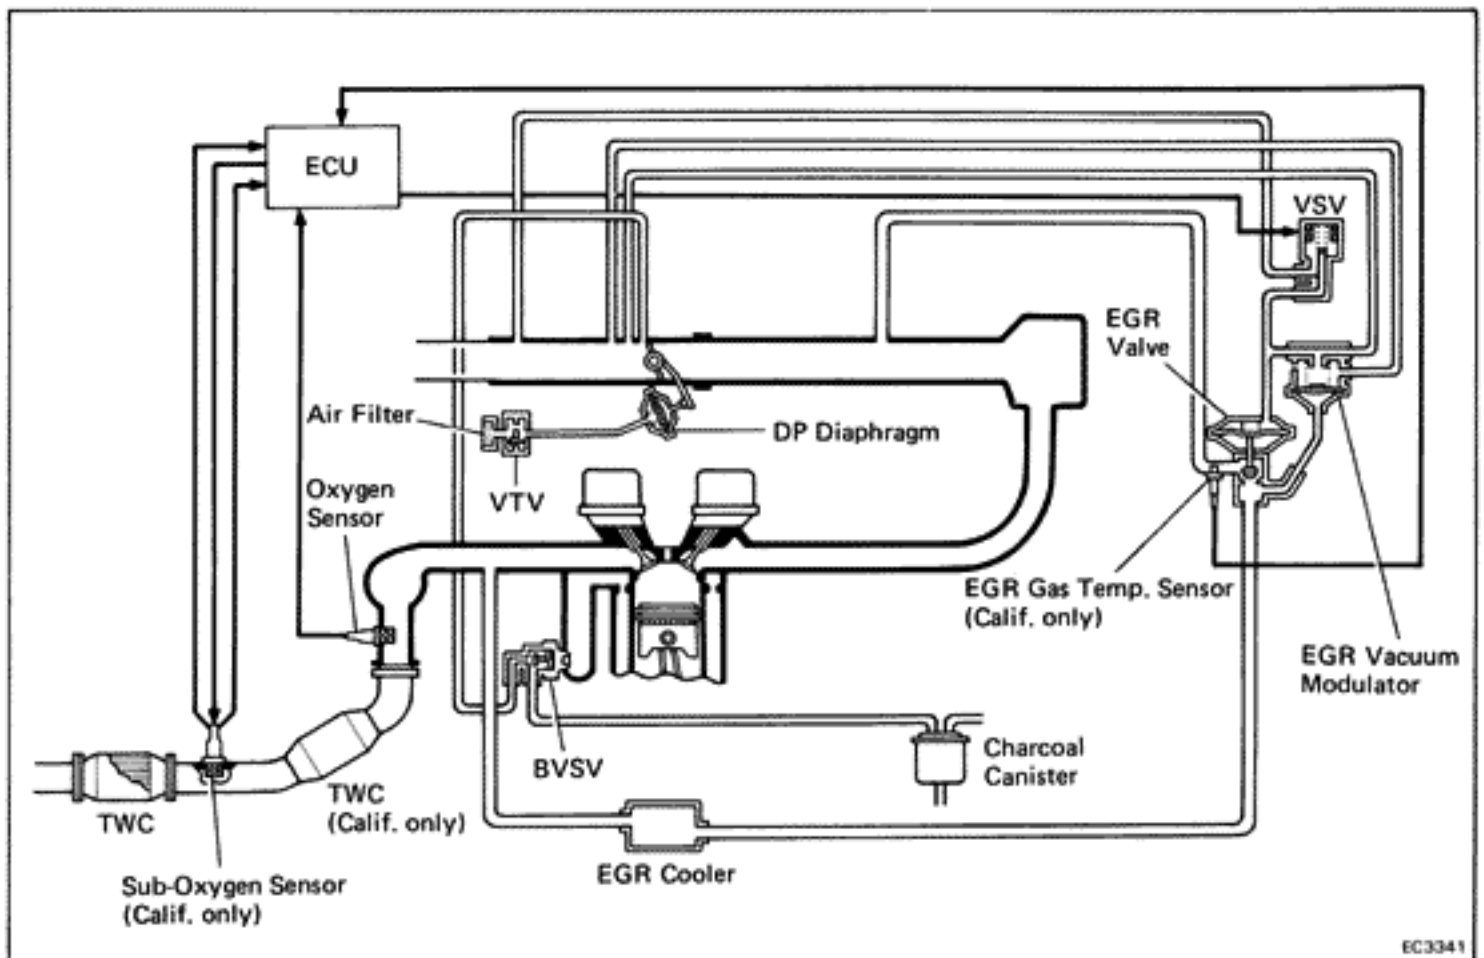 ECU
VSV
EGR
Valve
Air Filter
DP Diaphragm
VTV
Oxygen
Sensor
EGR Gas Temp. Sensor
(Calif. only)
EGR Vacuum
Modulator
BVSV
Charcoal
Canister
TWC
TWC
(Calif. only)
EGR Cooler
Sub-Oxygen Sensor
(Calif. only)
EC3341